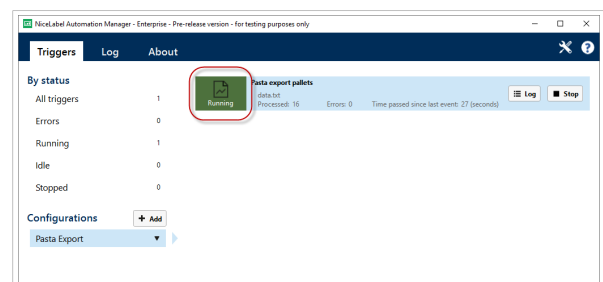 NiceLabel Automation Manager - Enterprise - Pre-release version - for testing purposes only
Triggers Log About
By status
All triggers 1
Errors 0
Running 1
Idle 0
Stopped 0
Configurations + Add
Pasta Export
Running
Pasta export pallets
data.txt
Processed: 16 Errors: 0 Time passed since last event: 27 (seconds)
Log Stop